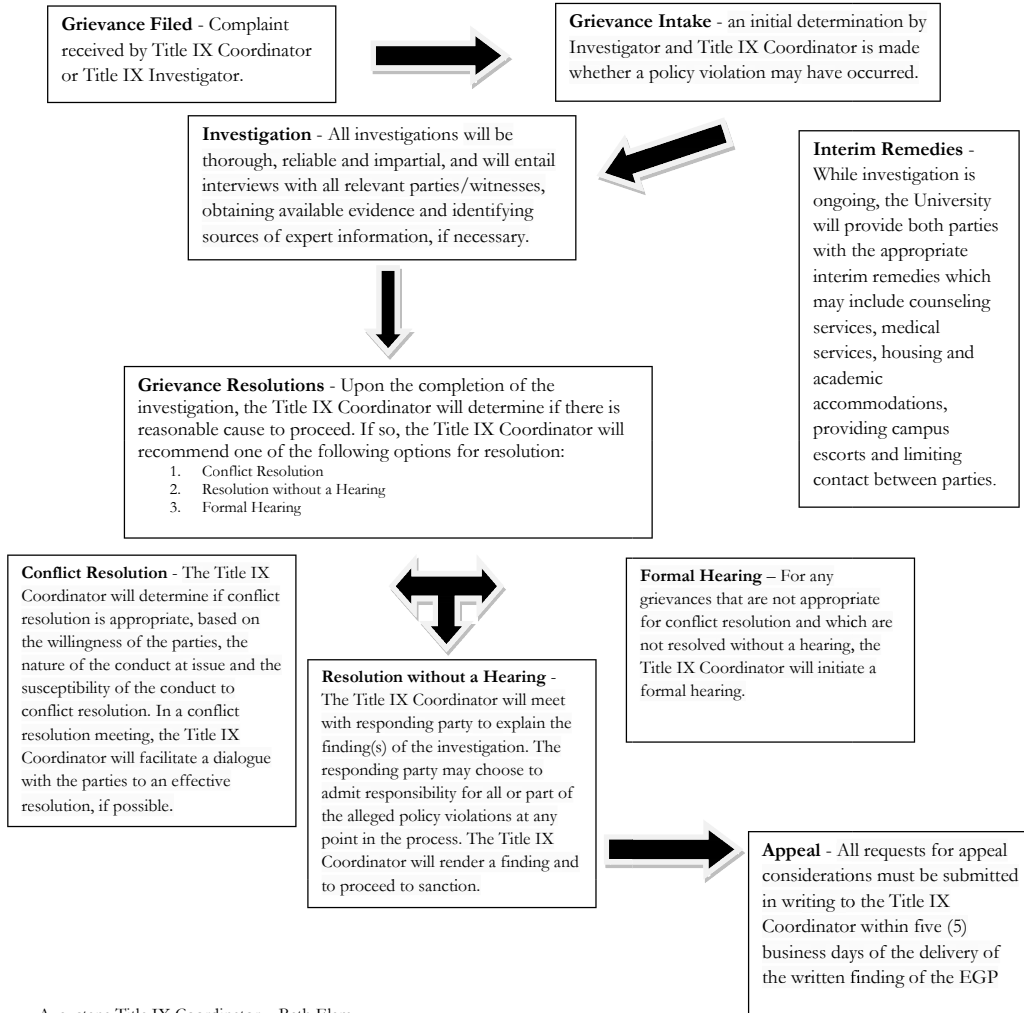 Grievance Filed - Complaint
received by Title IX Coordinator
or Title IX Investigator.
Grievance Intake - an initial determination by
Investigator and Title IX Coordinator is made
whether a policy violation may have occurred.
Investigation - All investigations will be
thorough, reliable and impartial, and will entail
interviews with all relevant parties/witnesses,
obtaining available evidence and identifying
sources of expert information, if necessary.
Interim Remedies -
While investigation is
ongoing, the University
will provide both parties
with the appropriate
interim remedies which
may include counseling
services, medical
services, housing and
academic
accommodations,
providing campus
escorts and limiting
contact between parties.
Grievance Resolutions - Upon the completion of the
investigation, the Title IX Coordinator will determine if there is
reasonable cause to proceed. If so, the Title IX Coordinator will
recommend one of the following options for resolution:
1. Conflict Resolution
2. Resolution without a Hearing
3. Formal Hearing
Conflict Resolution - The Title IX
Coordinator will determine if conflict
resolution is appropriate, based on
the willingness of the parties, the
nature of the conduct at issue and the
susceptibility of the conduct to
conflict resolution. In a conflict
resolution meeting, the Title IX
Coordinator will facilitate a dialogue
with the parties to an effective
resolution, if possible.
Resolution without a Hearing -
The Title IX Coordinator will meet
with responding party to explain the
finding(s) of the investigation. The
responding party may choose to
admit responsibility for all or part of
the alleged policy violations at any
point in the process. The Title IX
Coordinator will render a finding and
to proceed to sanction.
Formal Hearing – For any
grievances that are not appropriate
for conflict resolution and which are
not resolved without a hearing, the
Title IX Coordinator will initiate a
formal hearing.
Appeal - All requests for appeal
considerations must be submitted
in writing to the Title IX
Coordinator within five (5)
business days of the delivery of
the written finding of the EGP
Title IX Coordinator